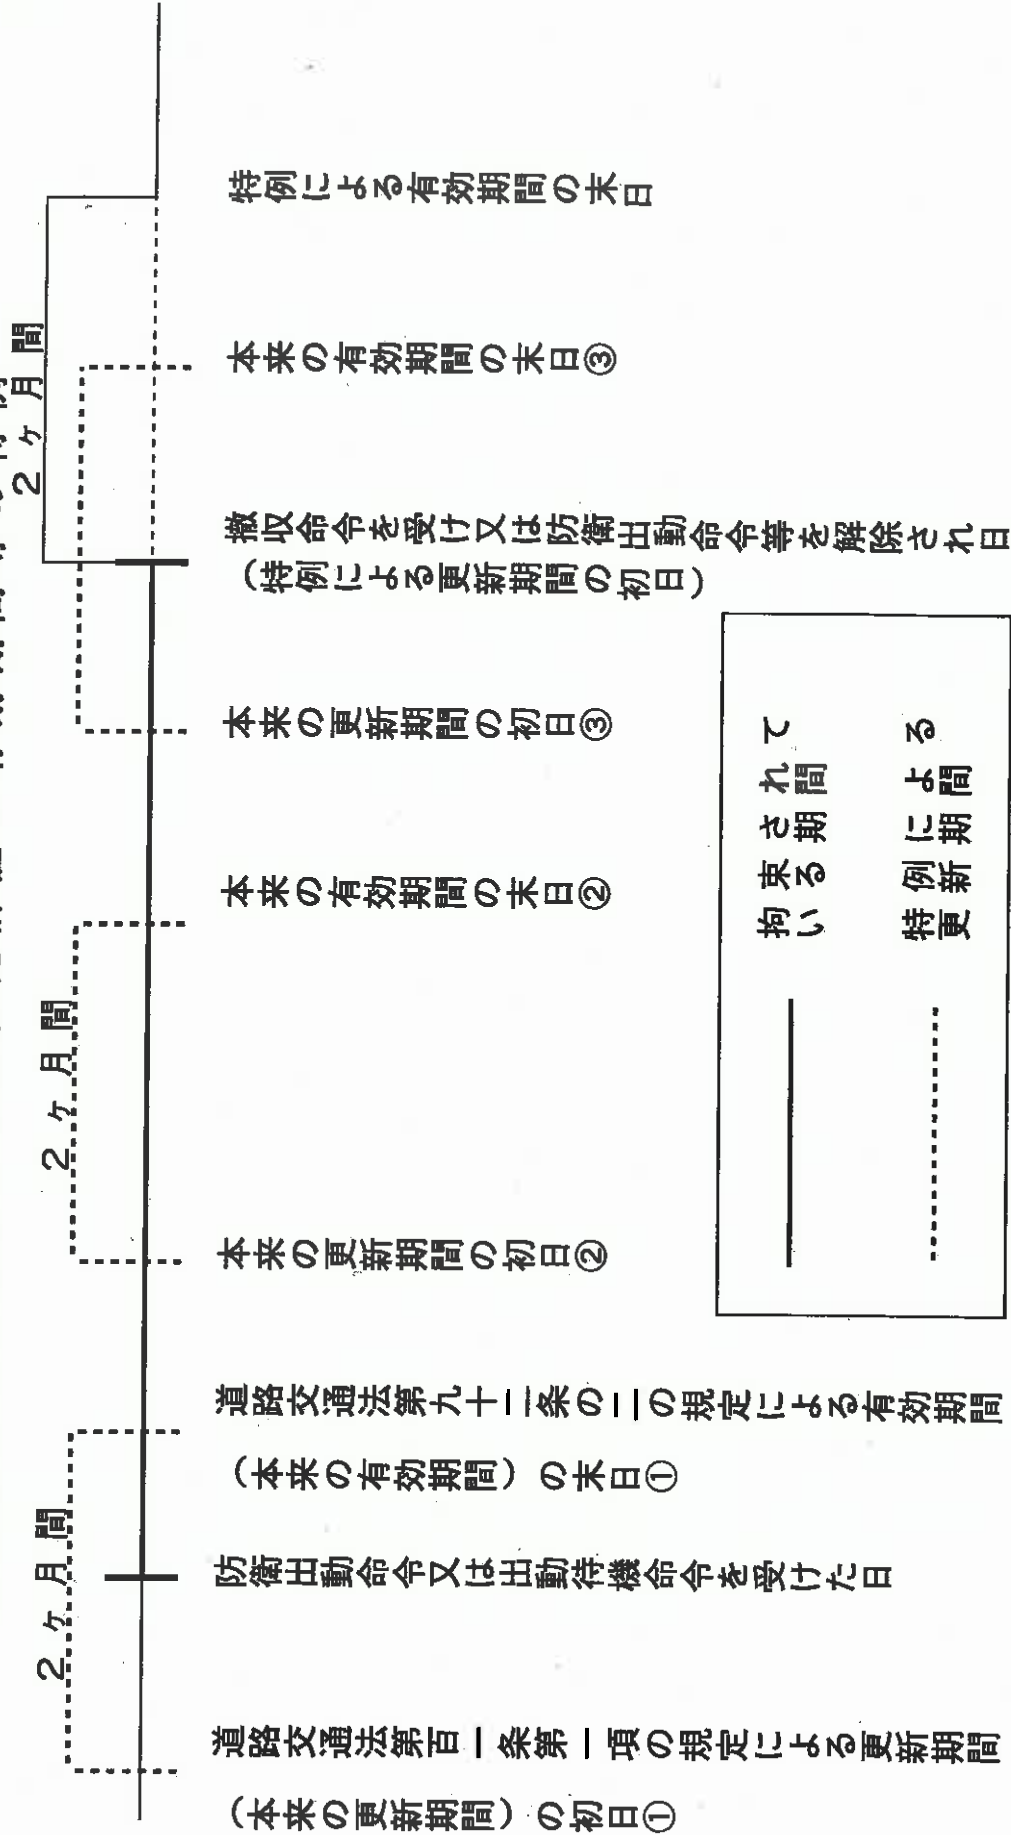 2ヶ月間
特例による有効期間の末日
本来の有効期間の末日③
撤収命令を受け又は防衛出動命令等を解除され日
（特例による更新期間の初日）
本来の更新期間の初日③
本来の有効期間の末日②
2ヶ月間
本来の更新期間の初日②
道路交通法第九十二条の二の規定による有効期間
（本来の有効期間）の末日①
2ヶ月間
防衛出動命令又は出動待機命令を受けた日
道路交通法第百一条第一項の規定による更新期間
（本来の更新期間）の初日①
拘束されて
いる期間
特例による
更新期間